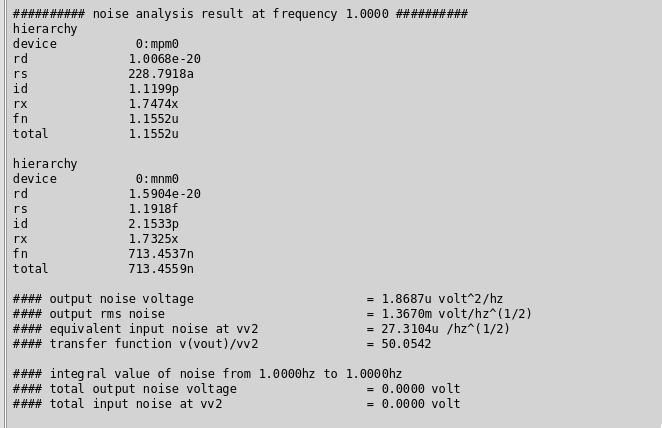 ########## noise analysis result at frequency 1.0000 ##########
hierarchy
device 0:mpm0
rd 1.0068e-20
rs 228.7918a
id 1.1199p
rx 1.7474x
fn 1.1552u
total 1.1552u
hierarchy
device 0:mnm0
rd 1.5904e-20
rs 1.1918f
id 2.1533p
rx 1.7325x
fn 713.4537n
total 713.4559n
#### output noise voltage = 1.8687u volt^2/hz
#### output rms noise = 1.3670m volt/hz^(1/2)
#### equivalent input noise at vv2 = 27.3104u /hz^(1/2)
#### transfer function v(vout)/vv2 = 50.0542
#### integral value of noise from 1.0000hz to 1.0000hz
#### total output noise voltage = 0.0000 volt
#### total input noise at vv2 = 0.0000 volt